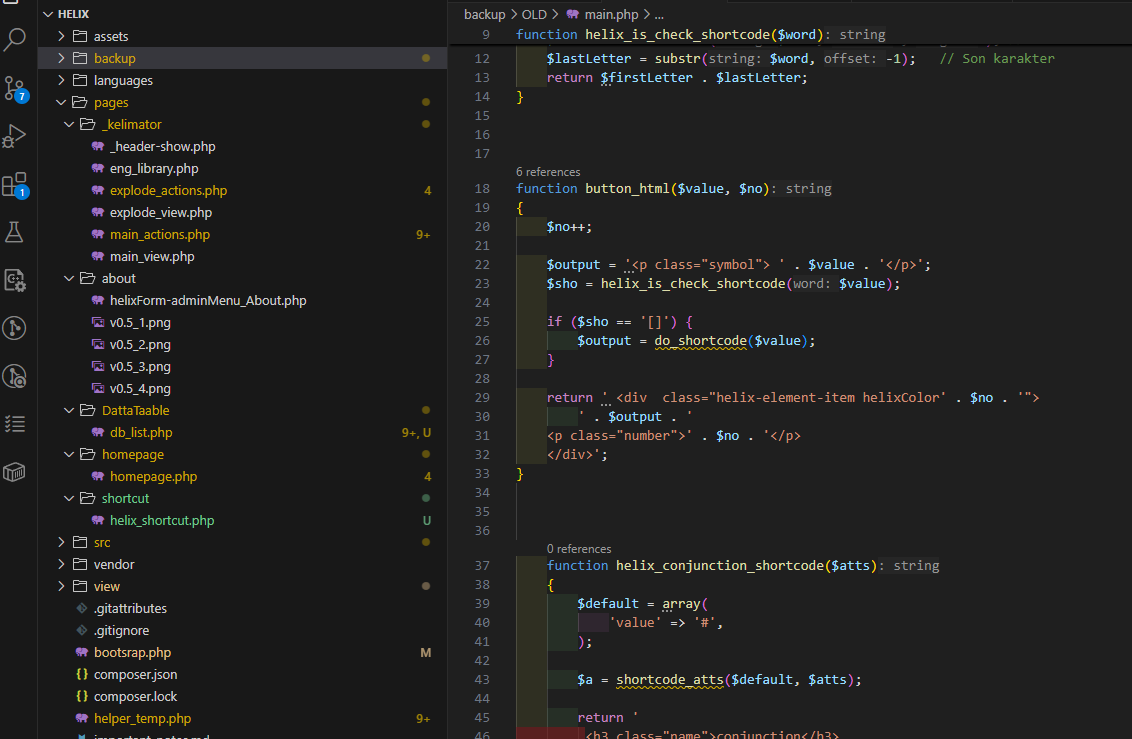 HELIX
assets
backup
languages
pages
_kelimator
_header-show.php
eng_library.php
explode_actions.php 4
explode_view.php
main_actions.php 9+
main_view.php
about
helixForm-adminMenu_About.php
v0.5_1.png
v0.5_2.png
v0.5_3.png
v0.5_4.png
DattaTaable
db_list.php 9+, U
homepage
homepage.php 4
shortcut
helix_shortcut.php U
src
vendor
view
.gitattributes
.gitignore
bootsrap.php M
{} composer.json
{} composer.lock
helper_temp.php 9+
7
1
backup > OLD > main.php > ...
9 function helix_is_check_shortcode($word): string
12 $lastLetter = substr(string: $word, offset: -1); // Son karakter
13 return $firstLetter . $lastLetter;
14 }
15
16
17
6 references
18 function button_html($value, $no): string
19 {
20 $no++;
21
22 $output = '<p class="symbol"> ' . $value . '</p>';
23 $sho = helix_is_check_shortcode(word: $value);
24
25 if ($sho == '[]') {
26 $output = do_shortcode($value);
27 }
28
29 return ' <div  class="helix-element-item helixColor' . $no . '">
30 ' . $output . '
31 <p class="number">' . $no . '</p>
32 </div>';
33 }
34
35
36
0 references
37 function helix_conjunction_shortcode($atts): string
38 {
39 $default = array(
40 'value' => '#',
41 );
42
43 $a = shortcode_atts($default, $atts);
44
45 return '
46 <h3 class="name">conjunction</h3>